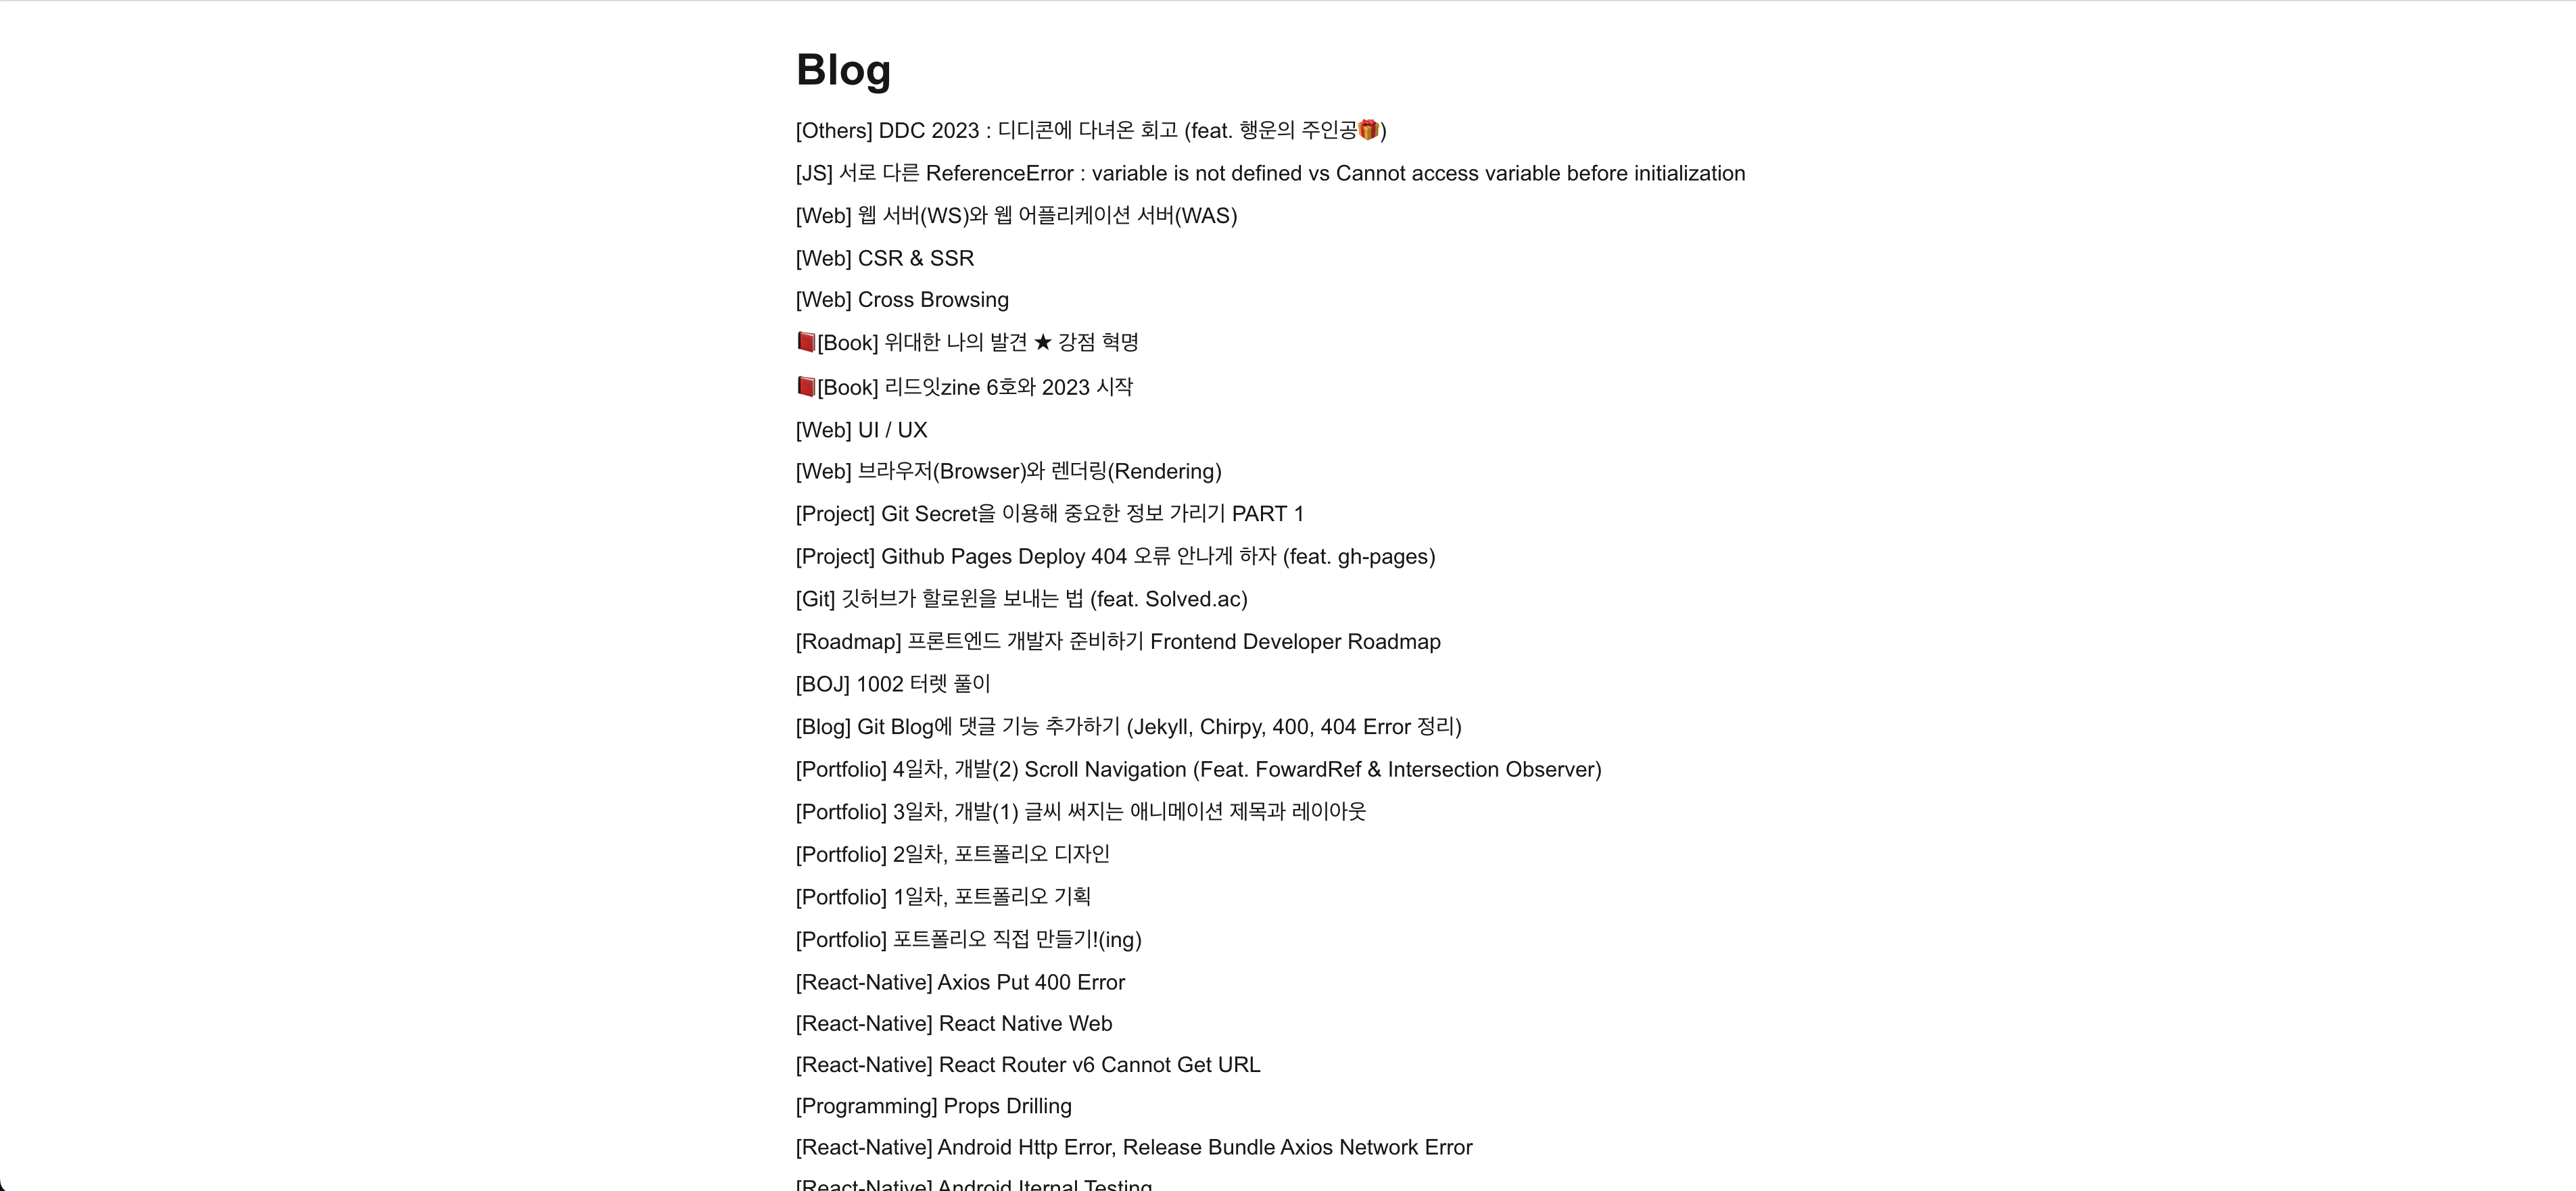 Blog
[Others] DDC 2023 : 디디콘에 다녀온 회고 (feat. 행운의 주인공🎁)
[JS] 서로 다른 ReferenceError : variable is not defined vs Cannot access variable before initialization
[Web] 웹 서버(WS)와 웹 어플리케이션 서버(WAS)
[Web] CSR & SSR
[Web] Cross Browsing
📕[Book] 위대한 나의 발견 ★ 강점 혁명
📕[Book] 리드잇zine 6호와 2023 시작
[Web] UI / UX
[Web] 브라우저(Browser)와 렌더링(Rendering)
[Project] Git Secret을 이용해 중요한 정보 가리기 PART 1
[Project] Github Pages Deploy 404 오류 안나게 하자 (feat. gh-pages)
[Git] 깃허브가 할로윈을 보내는 법 (feat. Solved.ac)
[Roadmap] 프론트엔드 개발자 준비하기 Frontend Developer Roadmap
[BOJ] 1002 터렛 풀이
[Blog] Git Blog에 댓글 기능 추가하기 (Jekyll, Chirpy, 400, 404 Error 정리)
[Portfolio] 4일차, 개발(2) Scroll Navigation (Feat. FowardRef & Intersection Observer)
[Portfolio] 3일차, 개발(1) 글씨 써지는 애니메이션 제목과 레이아웃
[Portfolio] 2일차, 포트폴리오 디자인
[Portfolio] 1일차, 포트폴리오 기획
[Portfolio] 포트폴리오 직접 만들기!(ing)
[React-Native] Axios Put 400 Error
[React-Native] React Native Web
[React-Native] React Router v6 Cannot Get URL
[Programming] Props Drilling
[React-Native] Android Http Error, Release Bundle Axios Network Error
[React-Native] Android Iternal Testing